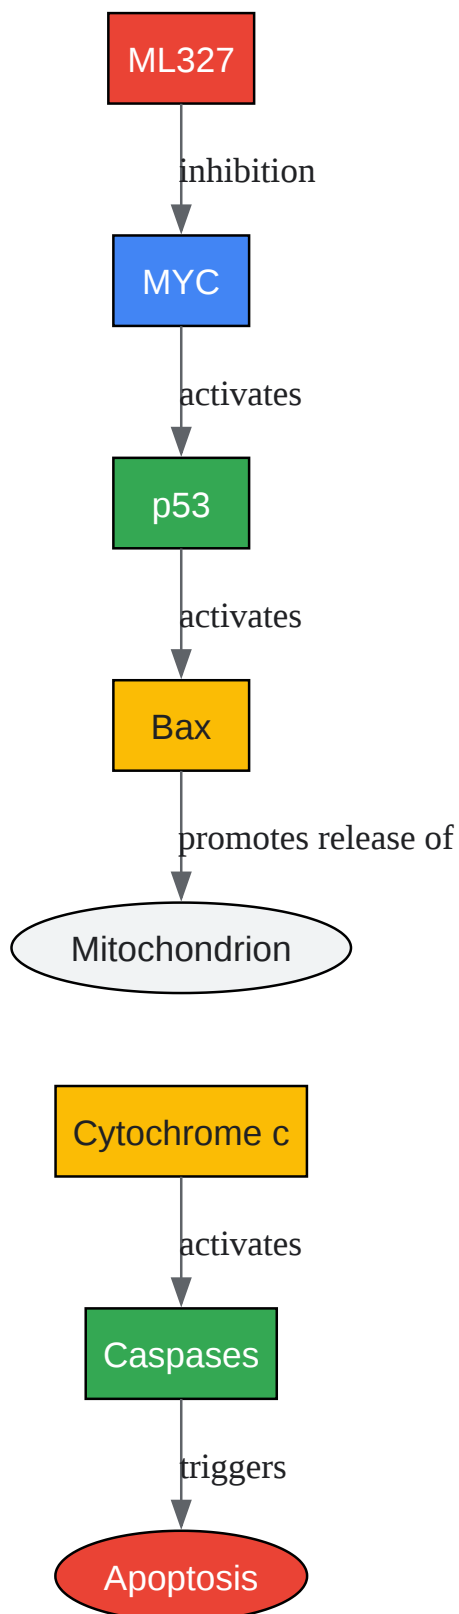 ML327
inhibition
MYC
activates
p53
activates
Bax
promotes release of
Mitochondrion
Cytochrome c
activates
Caspases
triggers
Apoptosis